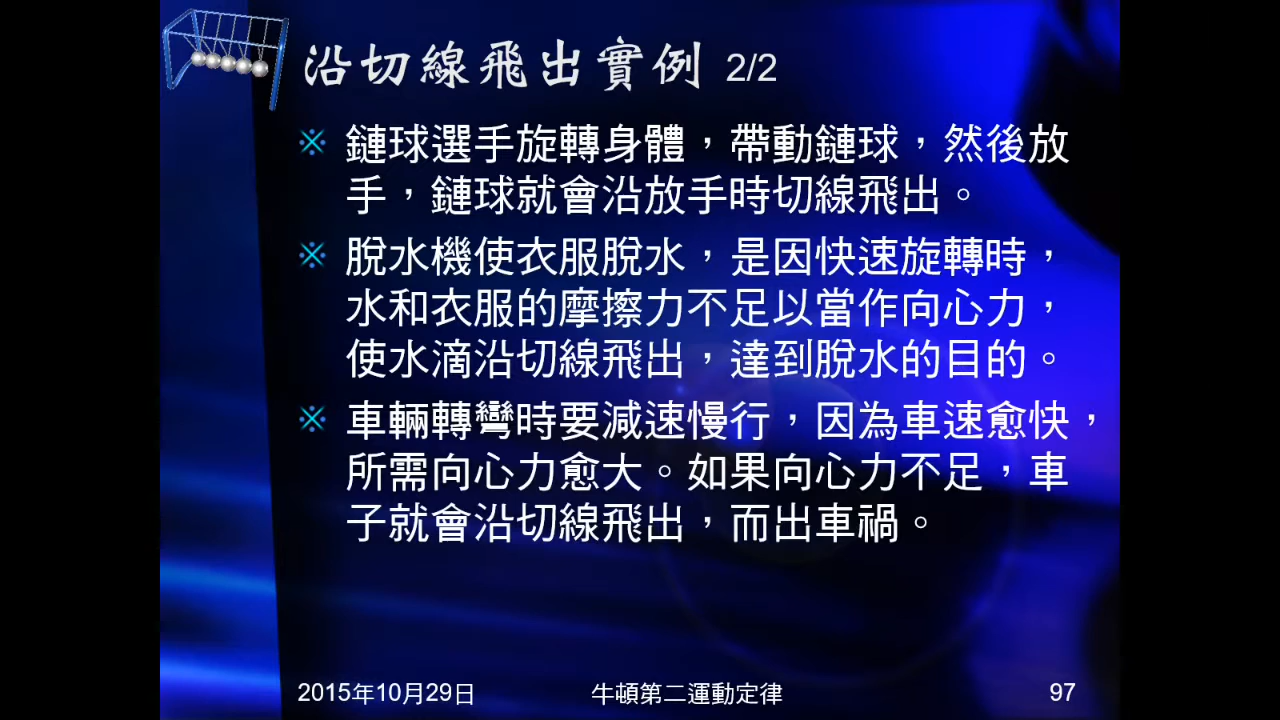 沿切線飛出實例 2/2
※ 鏈球選手旋轉身體，帶動鏈球，然後放
手，鏈球就會沿放手時切線飛出。
※ 脫水機使衣服脫水，是因快速旋轉時，
水和衣服的摩擦力不足以當作向心力，
使水滴沿切線飛出，達到脫水的目的。
※ 車輛轉彎時要減速慢行，因為車速愈快，
所需向心力愈大。如果向心力不足，車
子就會沿切線飛出，而出車禍。
2015年10月29日
牛頓第二運動定律
97